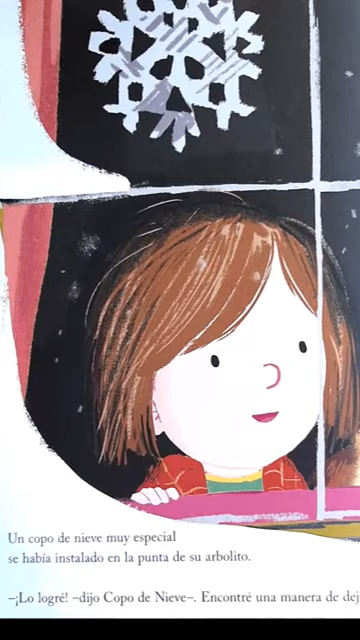 Un copo de nieve muy especial
se había instalado en la punta de su arbolito.
–¡Lo logré! –dijo Copo de Nieve–. Encontré una manera de